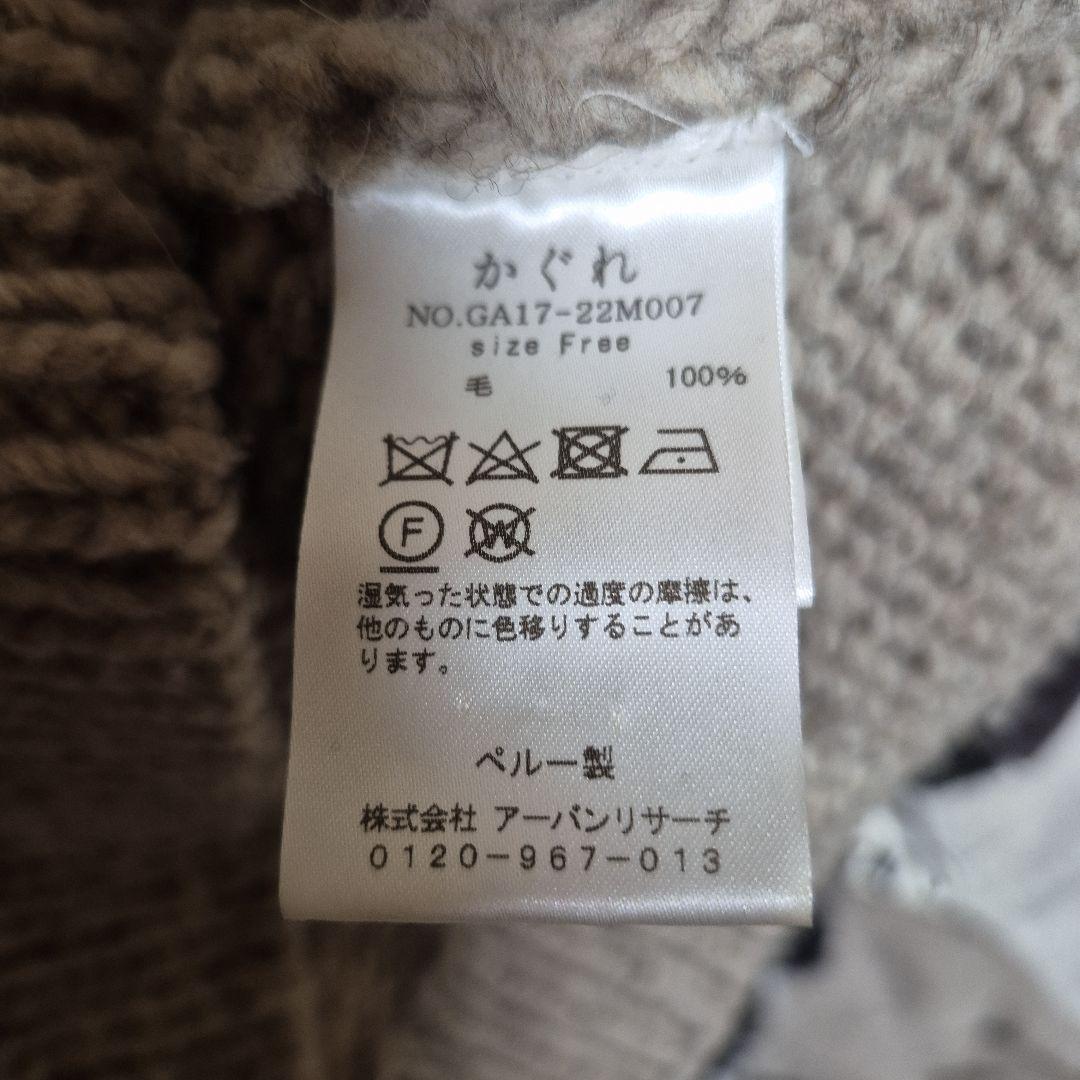 かぐれ
NO.GA17-22M007
size Free
毛 100%
F W
湿気った状態での過度の摩擦は、
他のものに色移りすることがあ
ります。
ペルー製
株式会社 アーバンリサーチ
0120-967-013